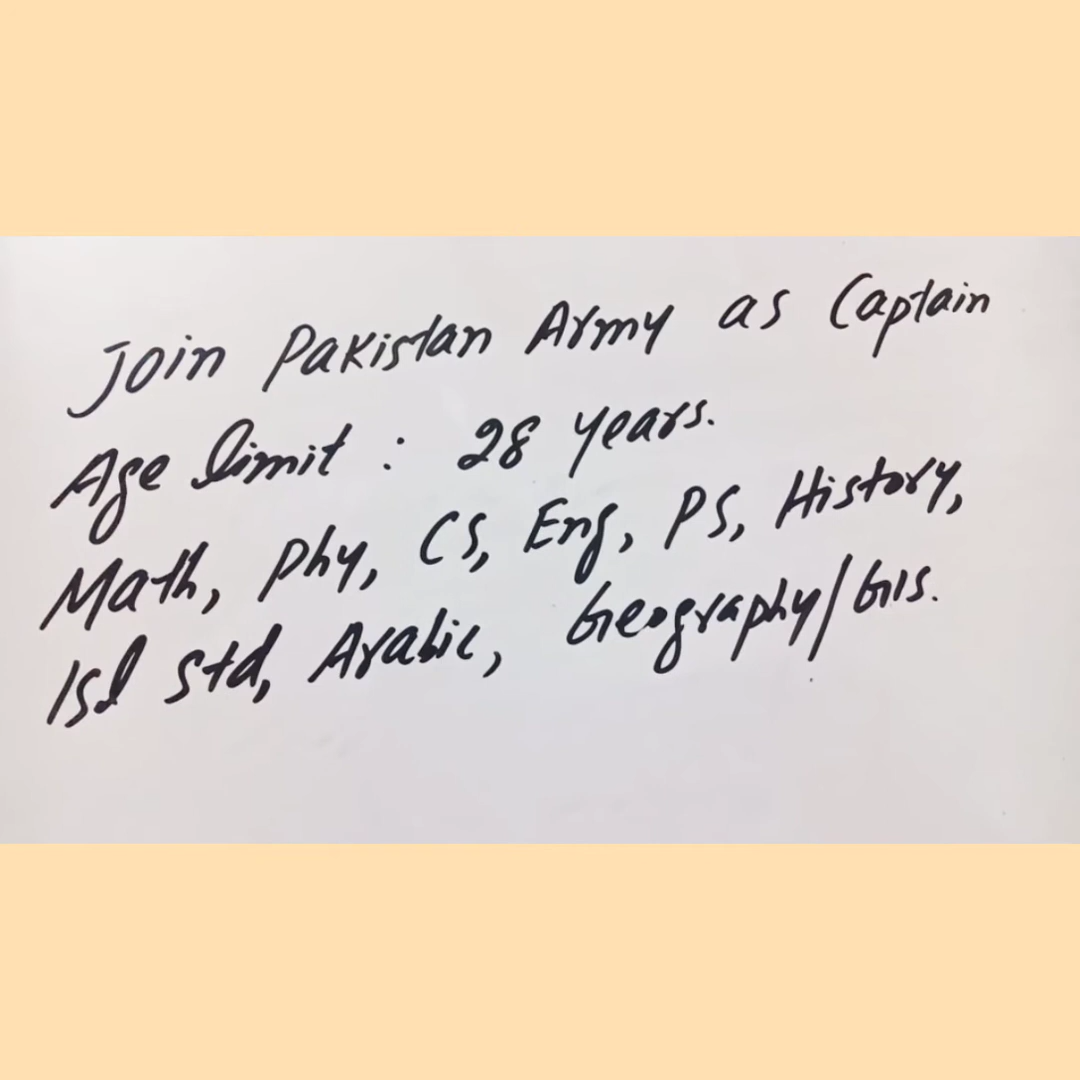 Join Pakistan Army as Captain
Age limit : 28 years.
Math, Phy, CS, Eng, PS, History,
Isl Std, Arabic, Geography/GIS.